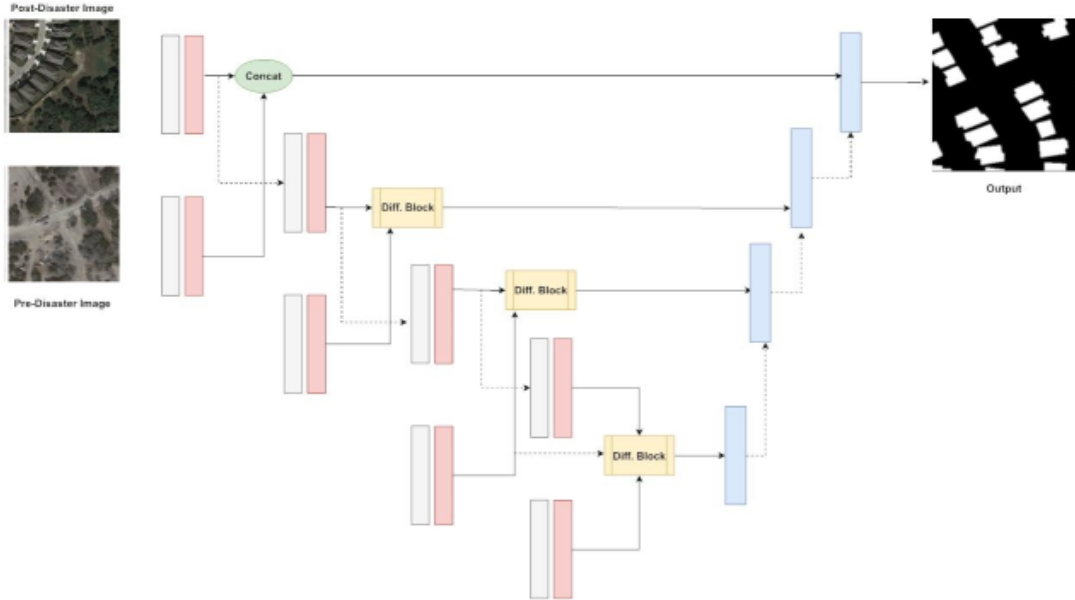 Post-Disaster Image
Concat
Diff. Block
Output
Diff. Block
Pre-Disaster Image
Diff. Block